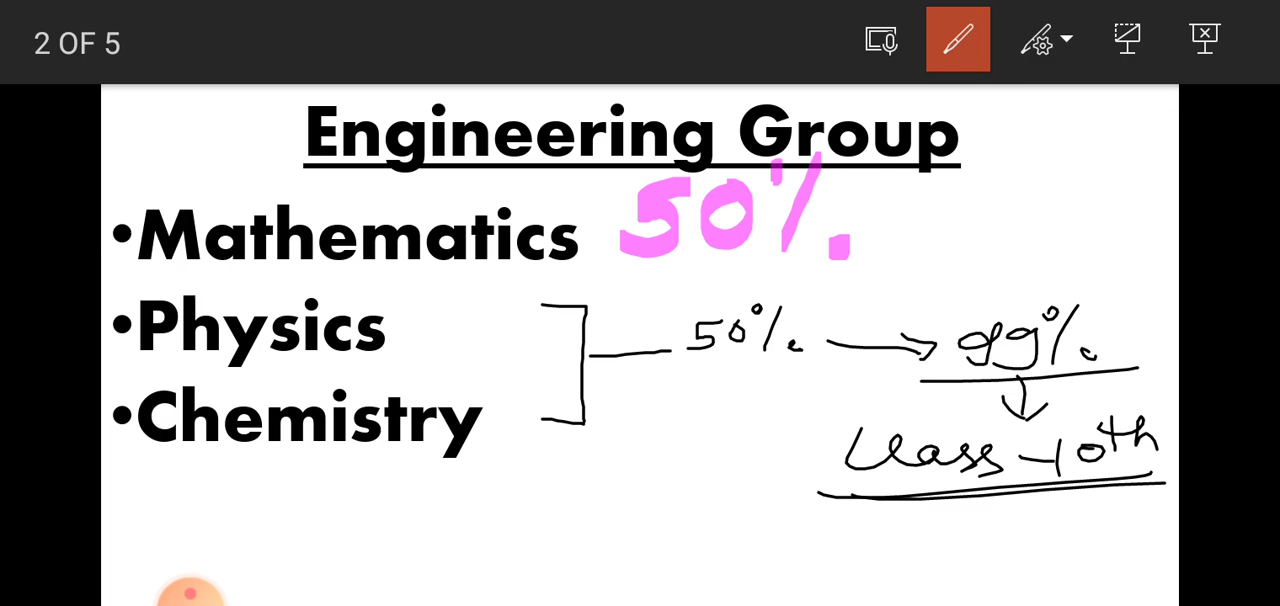 2 OF 5
Engineering Group
•Mathematics 50%.
•Physics
50% → 99%
•Chemistry
Class-10th